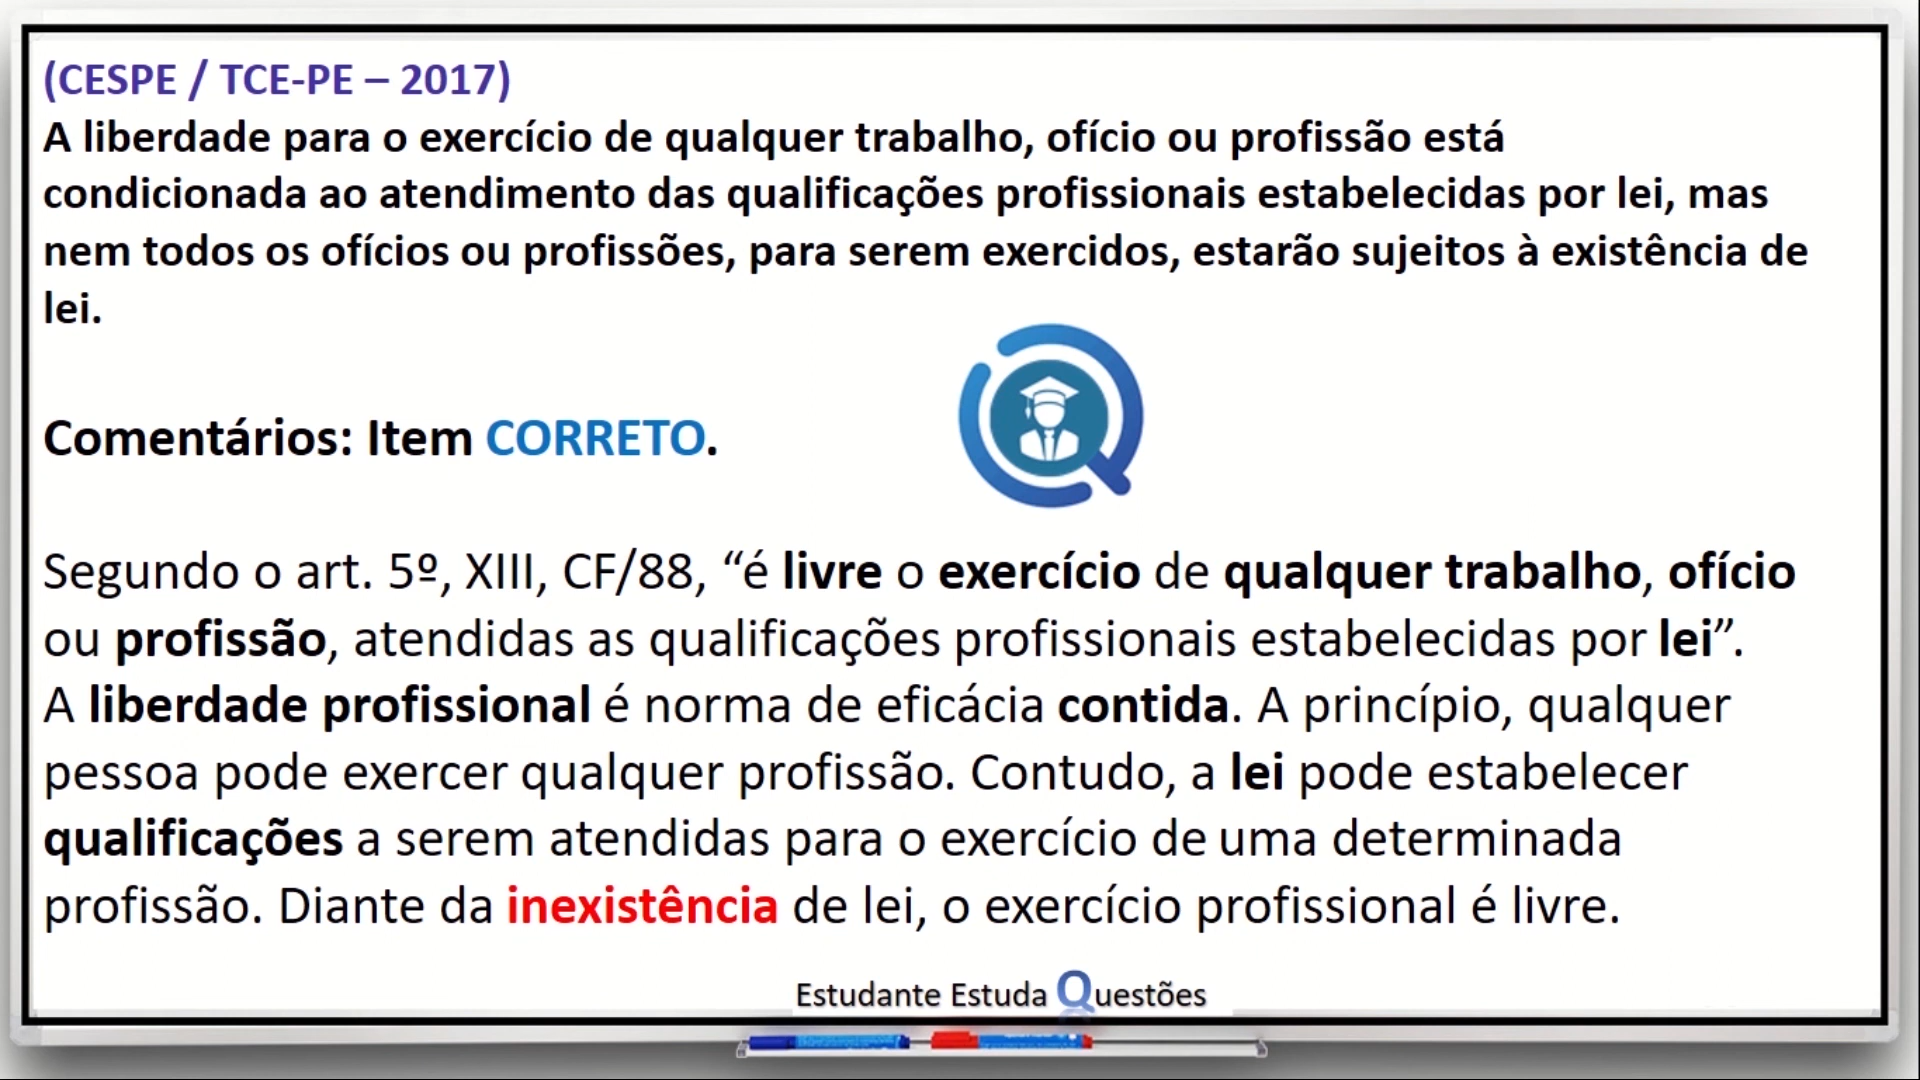 (CESPE / TCE-PE – 2017)
A liberdade para o exercício de qualquer trabalho, ofício ou profissão está
condicionada ao atendimento das qualificações profissionais estabelecidas por lei, mas
nem todos os ofícios ou profissões, para serem exercidos, estarão sujeitos à existência de
lei.
Comentários: Item CORRETO.
Segundo o art. 5º, XIII, CF/88, “é livre o exercício de qualquer trabalho, ofício
ou profissão, atendidas as qualificações profissionais estabelecidas por lei”.
A liberdade profissional é norma de eficácia contida. A princípio, qualquer
pessoa pode exercer qualquer profissão. Contudo, a lei pode estabelecer
qualificações a serem atendidas para o exercício de uma determinada
profissão. Diante da inexistência de lei, o exercício profissional é livre.
Estudante Estuda Questões